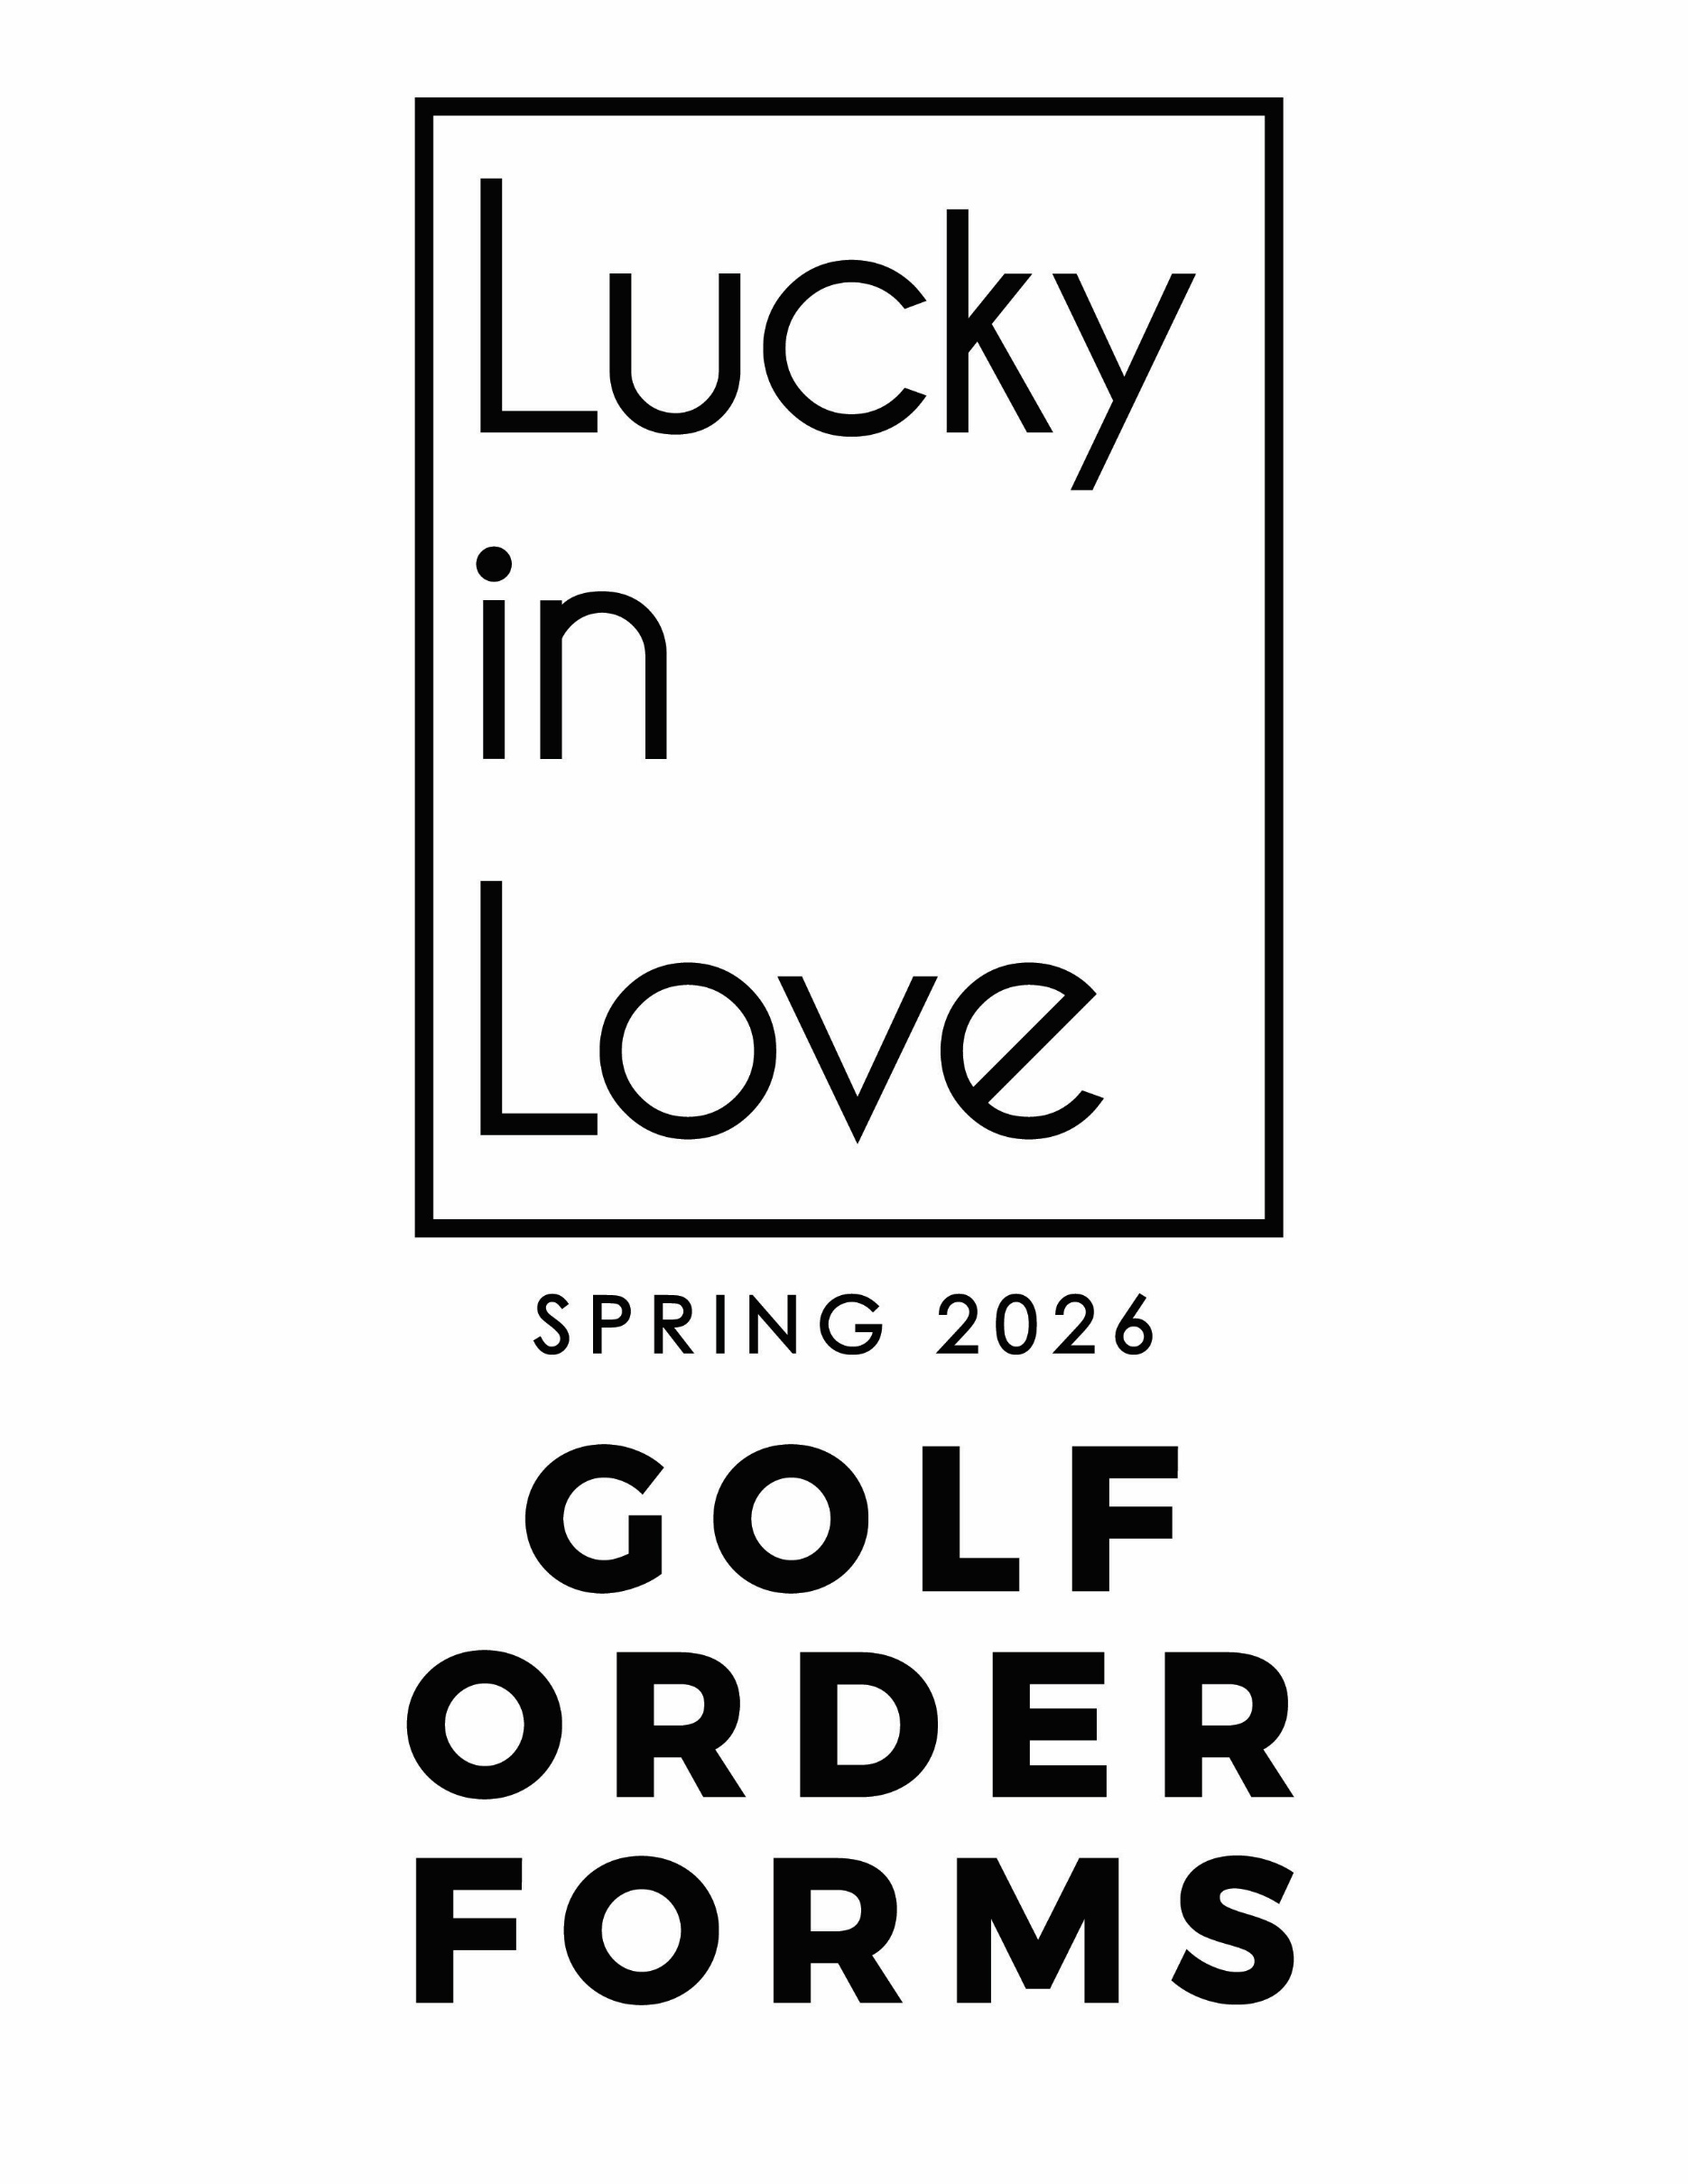 Lucky
in
Love
SPRING 2026
GOLF
ORDER
FORMS